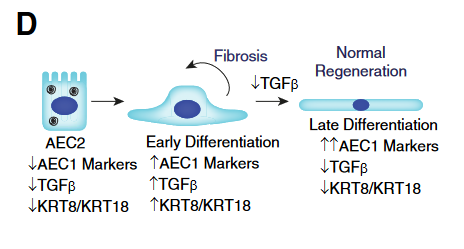 D
Fibrosis
Normal
Regeneration
↓TGFβ
AEC2
↓AEC1 Markers
↓TGFβ
↓KRT8/KRT18
Early Differentiation
↑AEC1 Markers
↑TGFβ
↑KRT8/KRT18
Late Differentiation
↑↑AEC1 Markers
↓TGFβ
↓KRT8/KRT18